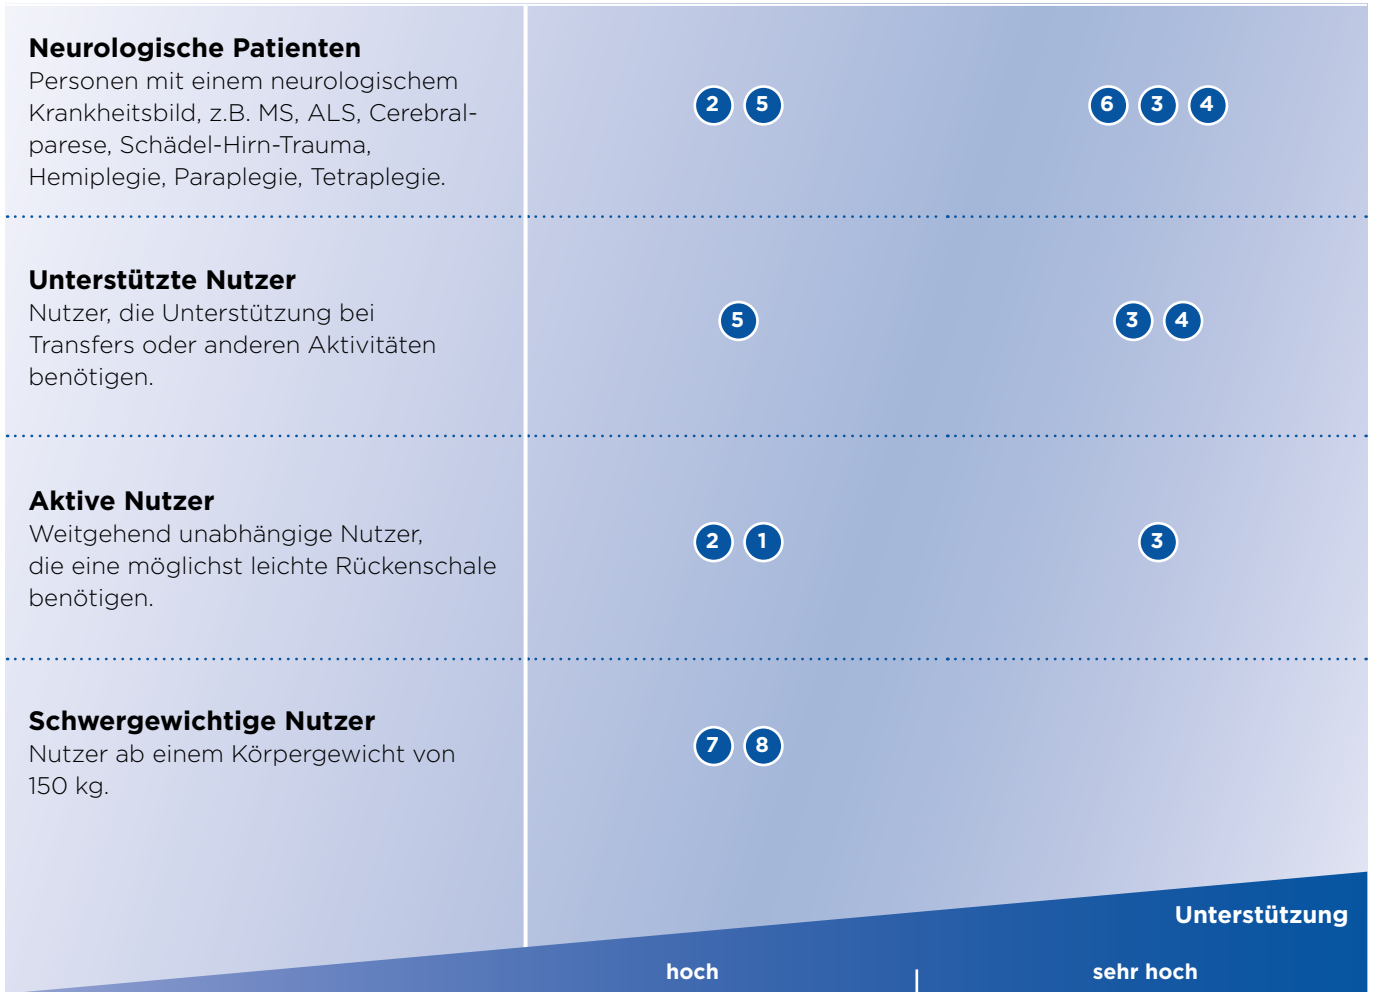 Neurologische Patienten
Personen mit einem neurologischem
Krankheitsbild, z.B. MS, ALS, Cerebral-
parese, Schädel-Hirn-Trauma,
Hemiplegie, Paraplegie, Tetraplegie.
2 5
6 3 4
Unterstützte Nutzer
Nutzer, die Unterstützung bei
Transfers oder anderen Aktivitäten
benötigen.
5
3 4
Aktive Nutzer
Weitgehend unabhängige Nutzer,
die eine möglichst leichte Rückenschale
benötigen.
2 1
3
Schwergewichtige Nutzer
Nutzer ab einem Körpergewicht von
150 kg.
7 8
Unterstützung
hoch
sehr hoch